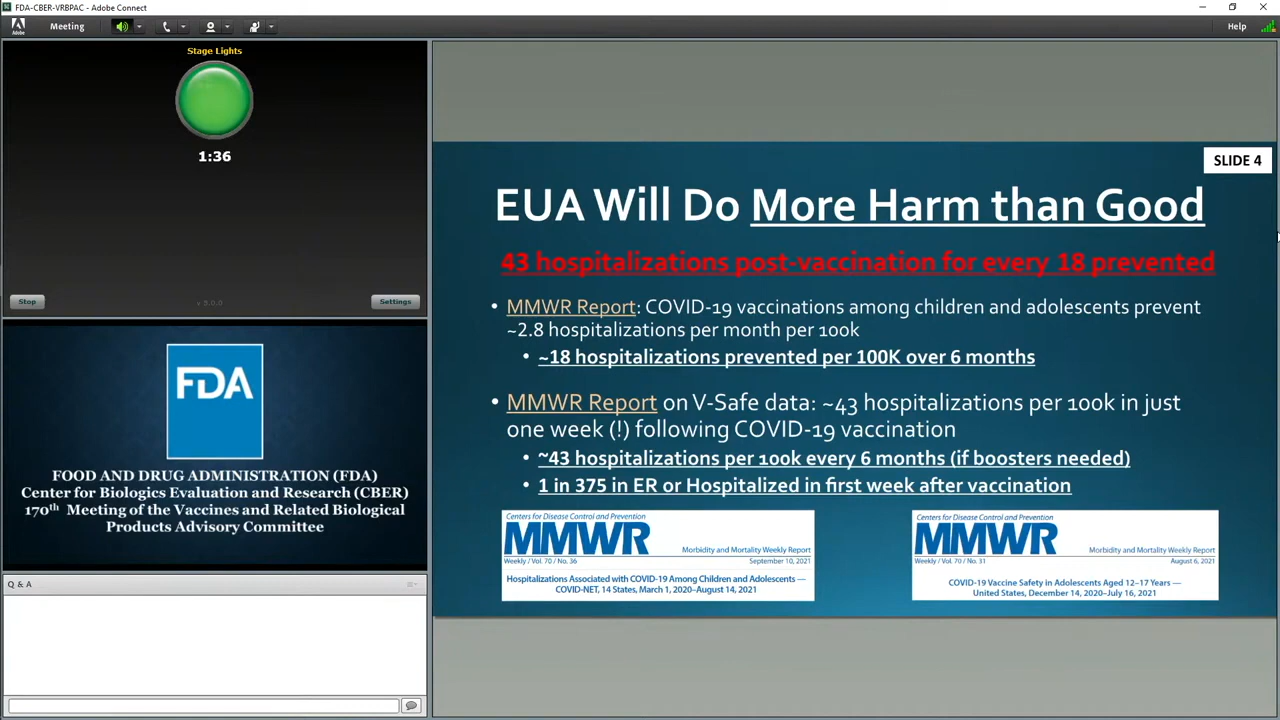 FDA-CBER-VRBPAC - Adobe Connect
Adobe
Meeting
Help
Stage Lights
1:36
Stop
v 3.0.0
Settings
FDA
FOOD AND DRUG ADMINISTRATION (FDA)
Center for Biologics Evaluation and Research (CBER)
170th Meeting of the Vaccines and Related Biological
Products Advisory Committee
Q & A
SLIDE 4
EUA Will Do More Harm than Good
43 hospitalizations post-vaccination for every 18 prevented
• MMWR Report: COVID-19 vaccinations among children and adolescents prevent
~2.8 hospitalizations per month per 100k
• ~18 hospitalizations prevented per 100K over 6 months
• MMWR Report on V-Safe data: ~43 hospitalizations per 100k in just
one week (!) following COVID-19 vaccination
• ~43 hospitalizations per 100k every 6 months (if boosters needed)
• 1 in 375 in ER or Hospitalized in first week after vaccination
Centers for Disease Control and Prevention
MMWR
Morbidity and Mortality Weekly Report
Weekly / Vol. 70 / No. 36
September 10, 2021
Hospitalizations Associated with COVID-19 Among Children and Adolescents —
COVID-NET, 14 States, March 1, 2020–August 14, 2021
Centers for Disease Control and Prevention
MMWR
Morbidity and Mortality Weekly Report
Weekly / Vol. 70 / No. 31
August 6, 2021
COVID-19 Vaccine Safety in Adolescents Aged 12–17 Years —
United States, December 14, 2020–July 16, 2021